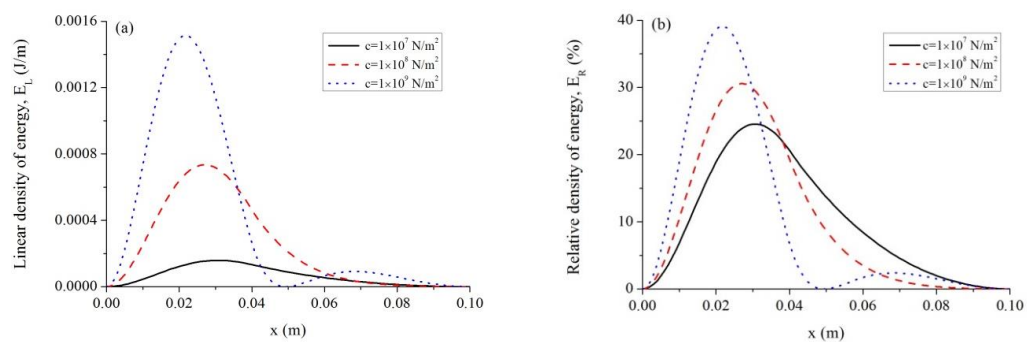 (a)
Linear density of energy, E_L (J/m)
0.0016
0.0012
0.0008
0.0004
0.0000
0.00 0.02 0.04 0.06 0.08 0.10
x (m)
c=1×10⁷ N/m²
c=1×10⁸ N/m²
c=1×10⁹ N/m²
(b)
Relative density of energy, E_R (%)
40
30
20
10
0
0.00 0.02 0.04 0.06 0.08 0.10
x (m)
c=1×10⁷ N/m²
c=1×10⁸ N/m²
c=1×10⁹ N/m²